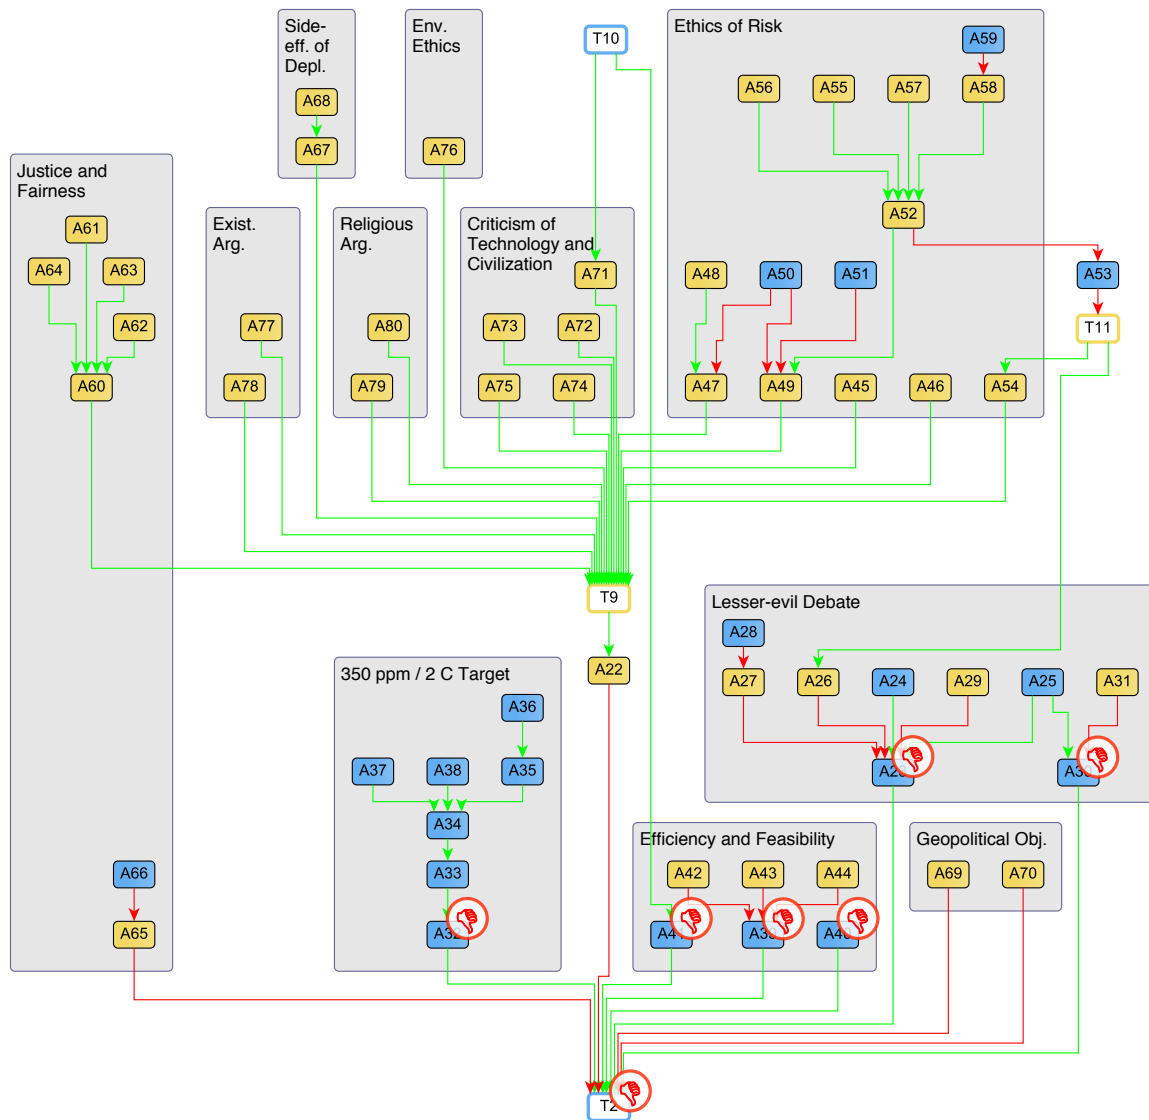 Side-
eff. of
Depl.
A68
A67
Env.
Ethics
A76
T10
Ethics of Risk
A59
A56
A55
A57
A58
A52
A48
A50
A51
A53
T11
A47
A49
A45
A46
A54
Justice and
Fairness
A61
A64
A63
A62
A60
A66
A65
Exist.
Arg.
A77
A78
Religious
Arg.
A80
A79
Criticism of
Technology and
Civilization
A71
A73
A72
A75
A74
T9
A22
350 ppm / 2 C Target
A36
A37
A38
A35
A34
A33
A32
Lesser-evil Debate
A28
A27
A26
A24
A29
A25
A31
Efficiency and Feasibility
A42
A43
A44
Geopolitical Obj.
A69
A70
T2